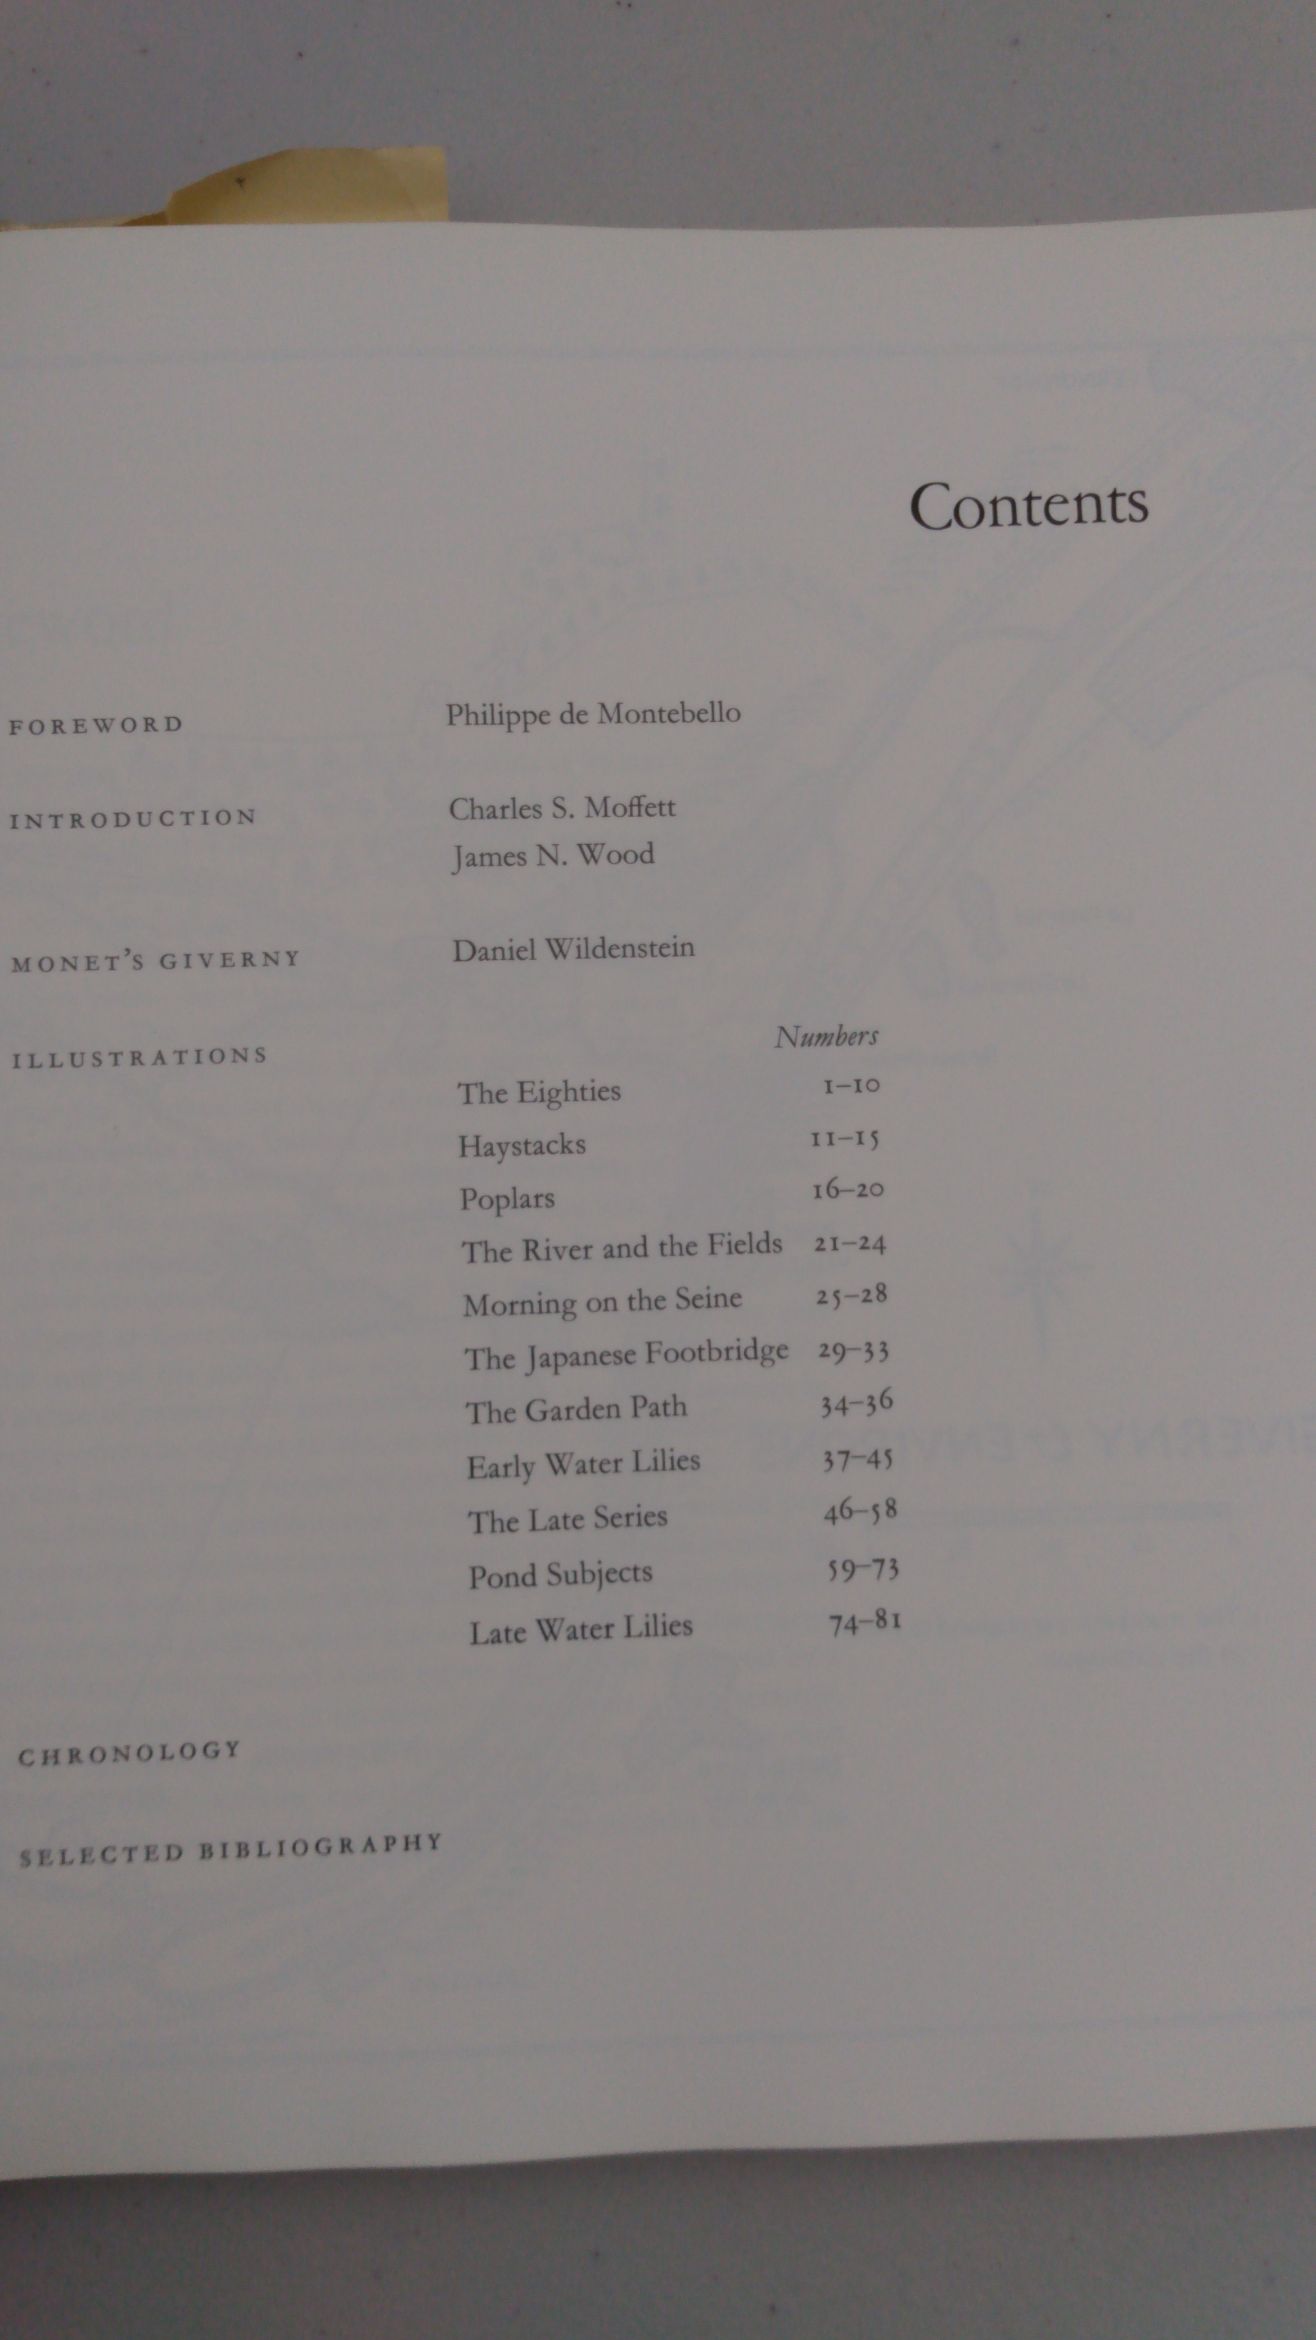 Contents
FOREWORD Philippe de Montebello
INTRODUCTION Charles S. Moffett
James N. Wood
MONET'S GIVERNY Daniel Wildenstein
ILLUSTRATIONS
Numbers
The Eighties 1–10
Haystacks 11–15
Poplars 16–20
The River and the Fields 21–24
Morning on the Seine 25–28
The Japanese Footbridge 29–33
The Garden Path 34–36
Early Water Lilies 37–45
The Late Series 46–58
Pond Subjects 59–73
Late Water Lilies 74–81
CHRONOLOGY
SELECTED BIBLIOGRAPHY